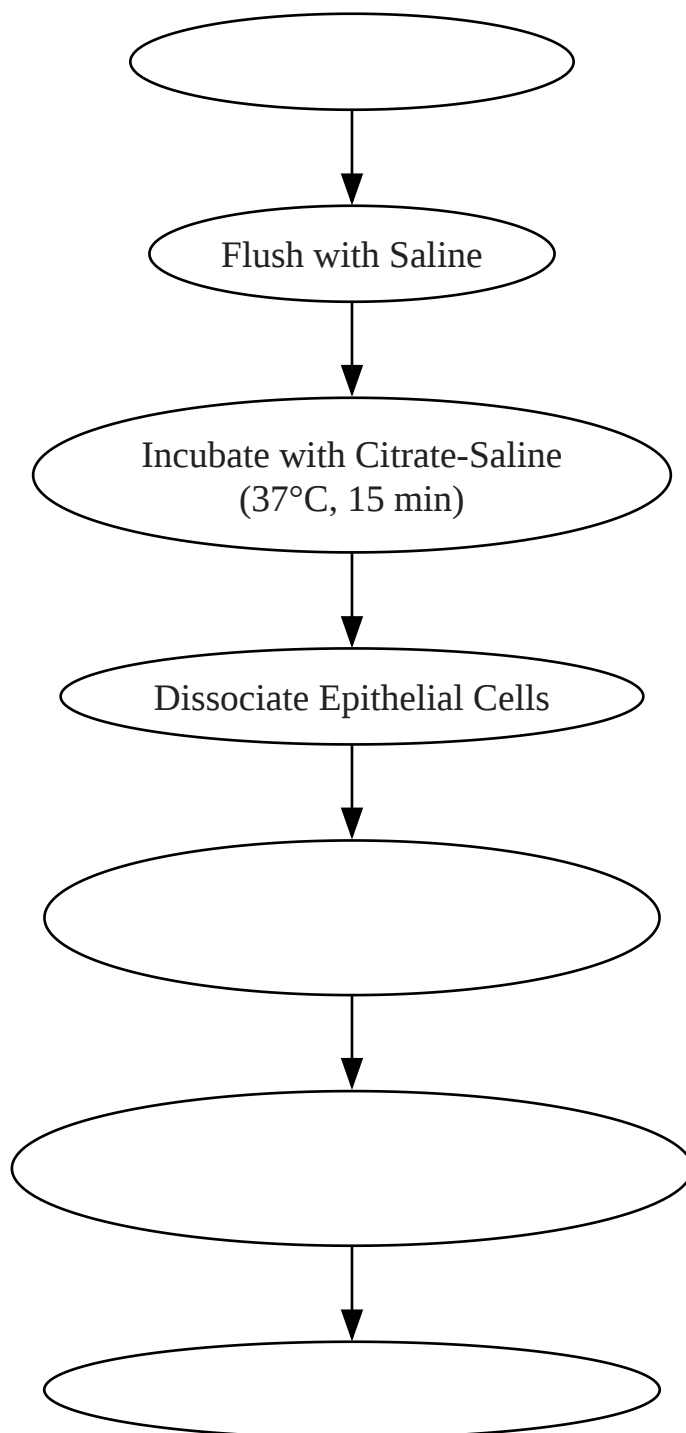 Flush with Saline
Incubate with Citrate-Saline
(37°C, 15 min)
Dissociate Epithelial Cells